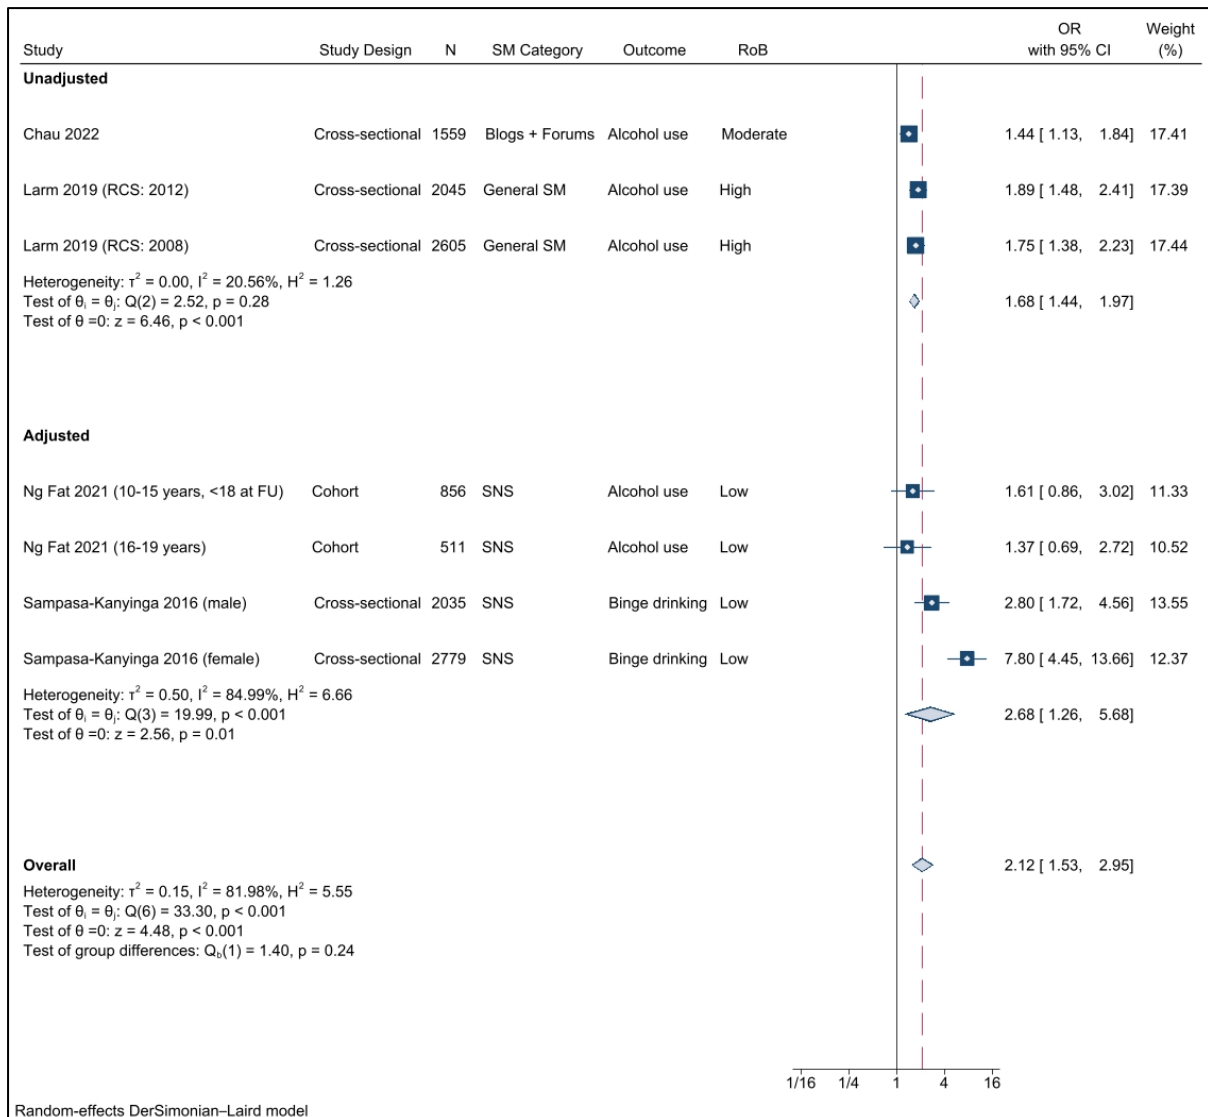 Study Study Design N SM Category Outcome RoB OR with 95% CI Weight (%)
Unadjusted
Chau 2022 Cross-sectional 1559 Blogs + Forums Alcohol use Moderate 1.44 [ 1.13, 1.84] 17.41
Larm 2019 (RCS: 2012) Cross-sectional 2045 General SM Alcohol use High 1.89 [ 1.48, 2.41] 17.39
Larm 2019 (RCS: 2008) Cross-sectional 2605 General SM Alcohol use High 1.75 [ 1.38, 2.23] 17.44
Heterogeneity: τ² = 0.00, I² = 20.56%, H² = 1.26
Test of θᵢ = θⱼ: Q(2) = 2.52, p = 0.28 1.68 [ 1.44, 1.97]
Test of θ =0: z = 6.46, p < 0.001
Adjusted
Ng Fat 2021 (10-15 years, <18 at FU) Cohort 856 SNS Alcohol use Low 1.61 [ 0.86, 3.02] 11.33
Ng Fat 2021 (16-19 years) Cohort 511 SNS Alcohol use Low 1.37 [ 0.69, 2.72] 10.52
Sampasa-Kanyinga 2016 (male) Cross-sectional 2035 SNS Binge drinking Low 2.80 [ 1.72, 4.56] 13.55
Sampasa-Kanyinga 2016 (female) Cross-sectional 2779 SNS Binge drinking Low 7.80 [ 4.45, 13.66] 12.37
Heterogeneity: τ² = 0.50, I² = 84.99%, H² = 6.66
Test of θᵢ = θⱼ: Q(3) = 19.99, p < 0.001 2.68 [ 1.26, 5.68]
Test of θ =0: z = 2.56, p = 0.01
Overall 2.12 [ 1.53, 2.95]
Heterogeneity: τ² = 0.15, I² = 81.98%, H² = 5.55
Test of θᵢ = θⱼ: Q(6) = 33.30, p < 0.001
Test of θ =0: z = 4.48, p < 0.001
Test of group differences: Q_b(1) = 1.40, p = 0.24
1/16 1/4 1 4 16
Random-effects DerSimonian–Laird model